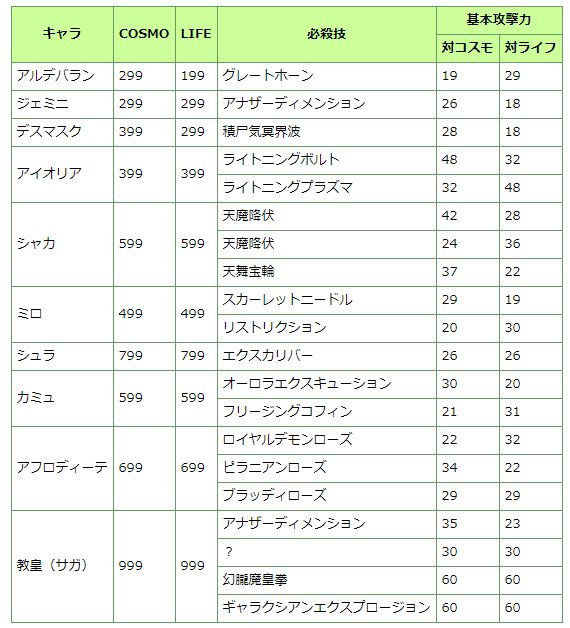 キャラ COSMO LIFE 必殺技 基本攻撃力
対コスモ 対ライフ
アルデバラン 299 199 グレートホーン 19 29
ジェミニ 299 299 アナザーディメンション 26 18
デスマスク 399 299 積尸気冥界波 28 18
アイオリア 399 399 ライトニングボルト 48 32
ライトニングプラズマ 32 48
シャカ 599 599 天魔降伏 42 28
天魔降伏 24 36
天舞宝輪 37 22
ミロ 499 499 スカーレットニードル 29 19
リストリクション 20 30
シュラ 799 799 エクスカリバー 26 26
カミュ 599 599 オーロラエクスキューション 30 20
フリージングコフィン 21 31
アフロディーテ 699 699 ロイヤルデモンローズ 22 32
ピラニアンローズ 34 22
ブラッディローズ 29 29
教皇（サガ） 999 999 アナザーディメンション 35 23
？ 30 30
幻朧魔皇拳 60 60
ギャラクシアンエクスプロージョン 60 60